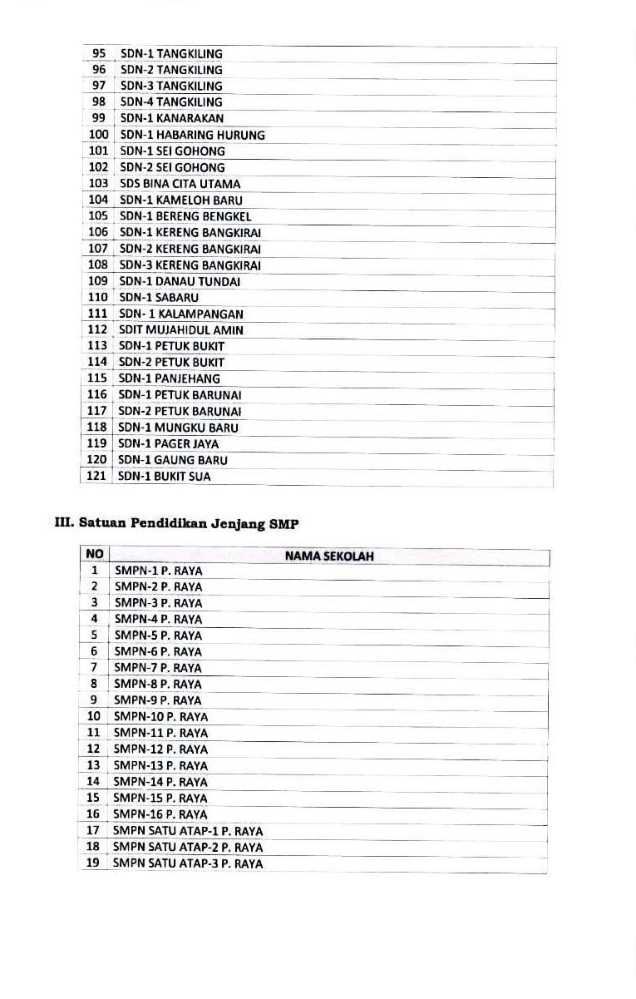 95 SDN-1 TANGKILING
96 SDN-2 TANGKILING
97 SDN-3 TANGKILING
98 SDN-4 TANGKILING
99 SDN-1 KANARAKAN
100 SDN-1 HABARING HURUNG
101 SDN-1 SEI GOHONG
102 SDN-2 SEI GOHONG
103 SDS BINA CITA UTAMA
104 SDN-1 KAMELOH BARU
105 SDN-1 BERENG BENGKEL
106 SDN-1 KERENG BANGKIRAI
107 SDN-2 KERENG BANGKIRAI
108 SDN-3 KERENG BANGKIRAI
109 SDN-1 DANAU TUNDAI
110 SDN-1 SABARU
111 SDN- 1 KALAMPANGAN
112 SDIT MUJAHIDUL AMIN
113 SDN-1 PETUK BUKIT
114 SDN-2 PETUK BUKIT
115 SDN-1 PANJEHANG
116 SDN-1 PETUK BARUNAI
117 SDN-2 PETUK BARUNAI
118 SDN-1 MUNGKU BARU
119 SDN-1 PAGER JAYA
120 SDN-1 GAUNG BARU
121 SDN-1 BUKIT SUA
III. Satuan Pendidikan Jenjang SMP
NO NAMA SEKOLAH
1 SMPN-1 P. RAYA
2 SMPN-2 P. RAYA
3 SMPN-3 P. RAYA
4 SMPN-4 P. RAYA
5 SMPN-5 P. RAYA
6 SMPN-6 P. RAYA
7 SMPN-7 P. RAYA
8 SMPN-8 P. RAYA
9 SMPN-9 P. RAYA
10 SMPN-10 P. RAYA
11 SMPN-11 P. RAYA
12 SMPN-12 P. RAYA
13 SMPN-13 P. RAYA
14 SMPN-14 P. RAYA
15 SMPN-15 P. RAYA
16 SMPN-16 P. RAYA
17 SMPN SATU ATAP-1 P. RAYA
18 SMPN SATU ATAP-2 P. RAYA
19 SMPN SATU ATAP-3 P. RAYA